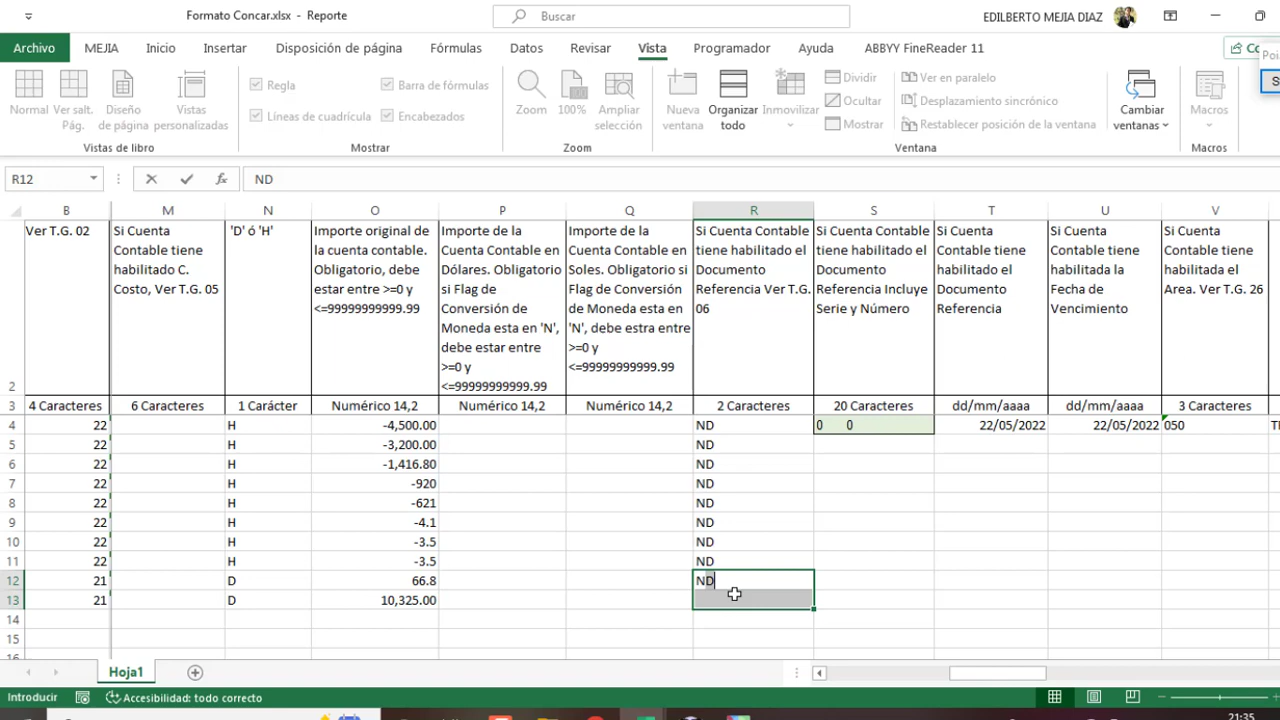 Formato Concar.xlsx - Reporte
Buscar
EDILBERTO MEJIA DIAZ
Archivo MEJIA Inicio Insertar Disposición de página Fórmulas Datos Revisar Vista Programador Ayuda ABBYY FineReader 11
Normal
Ver salt. Pág.
Diseño de página
Vistas personalizadas
Regla
Barra de fórmulas
Líneas de cuadrícula
Encabezados
Zoom
100%
Ampliar selección
Nueva ventana
Organizar todo
Inmovilizar
Dividir
Ocultar
Mostrar
Ver en paralelo
Desplazamiento sincrónico
Restablecer posición de la ventana
Cambiar ventanas
Macros
Vistas de libro
Mostrar
Zoom
Ventana
Macros
R12
fx
ND
B M N O P Q R S T U V
2
Ver T.G. 02
Si Cuenta
Contable tiene
habilitado C.
Costo, Ver T.G. 05
'D' ó 'H'
Importe original de
la cuenta contable.
Obligatorio, debe
estar entre >=0 y
<=99999999999.99
Importe de la
Cuenta Contable en
Dólares. Obligatorio
si Flag de
Conversión de
Moneda esta en 'N',
debe estar entre
>=0 y
<=99999999999.99
Importe de la
Cuenta Contable en
Soles. Obligatorio si
Flag de Conversión
de Moneda esta en
'N', debe estra entre
>=0 y
<=99999999999.99
Si Cuenta Contable
tiene habilitado el
Documento
Referencia Ver T.G.
06
Si Cuenta Contable
tiene habilitado el
Documento
Referencia Incluye
Serie y Número
Si Cuenta
Contable tiene
habilitado el
Documento
Referencia
Si Cuenta
Contable tiene
habilitada la
Fecha de
Vencimiento
Si Cuenta
Contable tiene
habilitado el
Area. Ver T.G. 26
3 4 Caracteres 6 Caracteres 1 Carácter Numérico 14,2 Numérico 14,2 Numérico 14,2 2 Caracteres 20 Caracteres dd/mm/aaaa dd/mm/aaaa 3 Caracteres
4 22 H -4,500.00 ND 0 0 22/05/2022 22/05/2022 050
5 22 H -3,200.00 ND
6 22 H -1,416.80 ND
7 22 H -920 ND
8 22 H -621 ND
9 22 H -4.1 ND
10 22 H -3.5 ND
11 22 H -3.5 ND
12 21 D 66.8 ND
13 21 D 10,325.00
14
15
Hoja1
Introducir
Accesibilidad: todo correcto
21:35